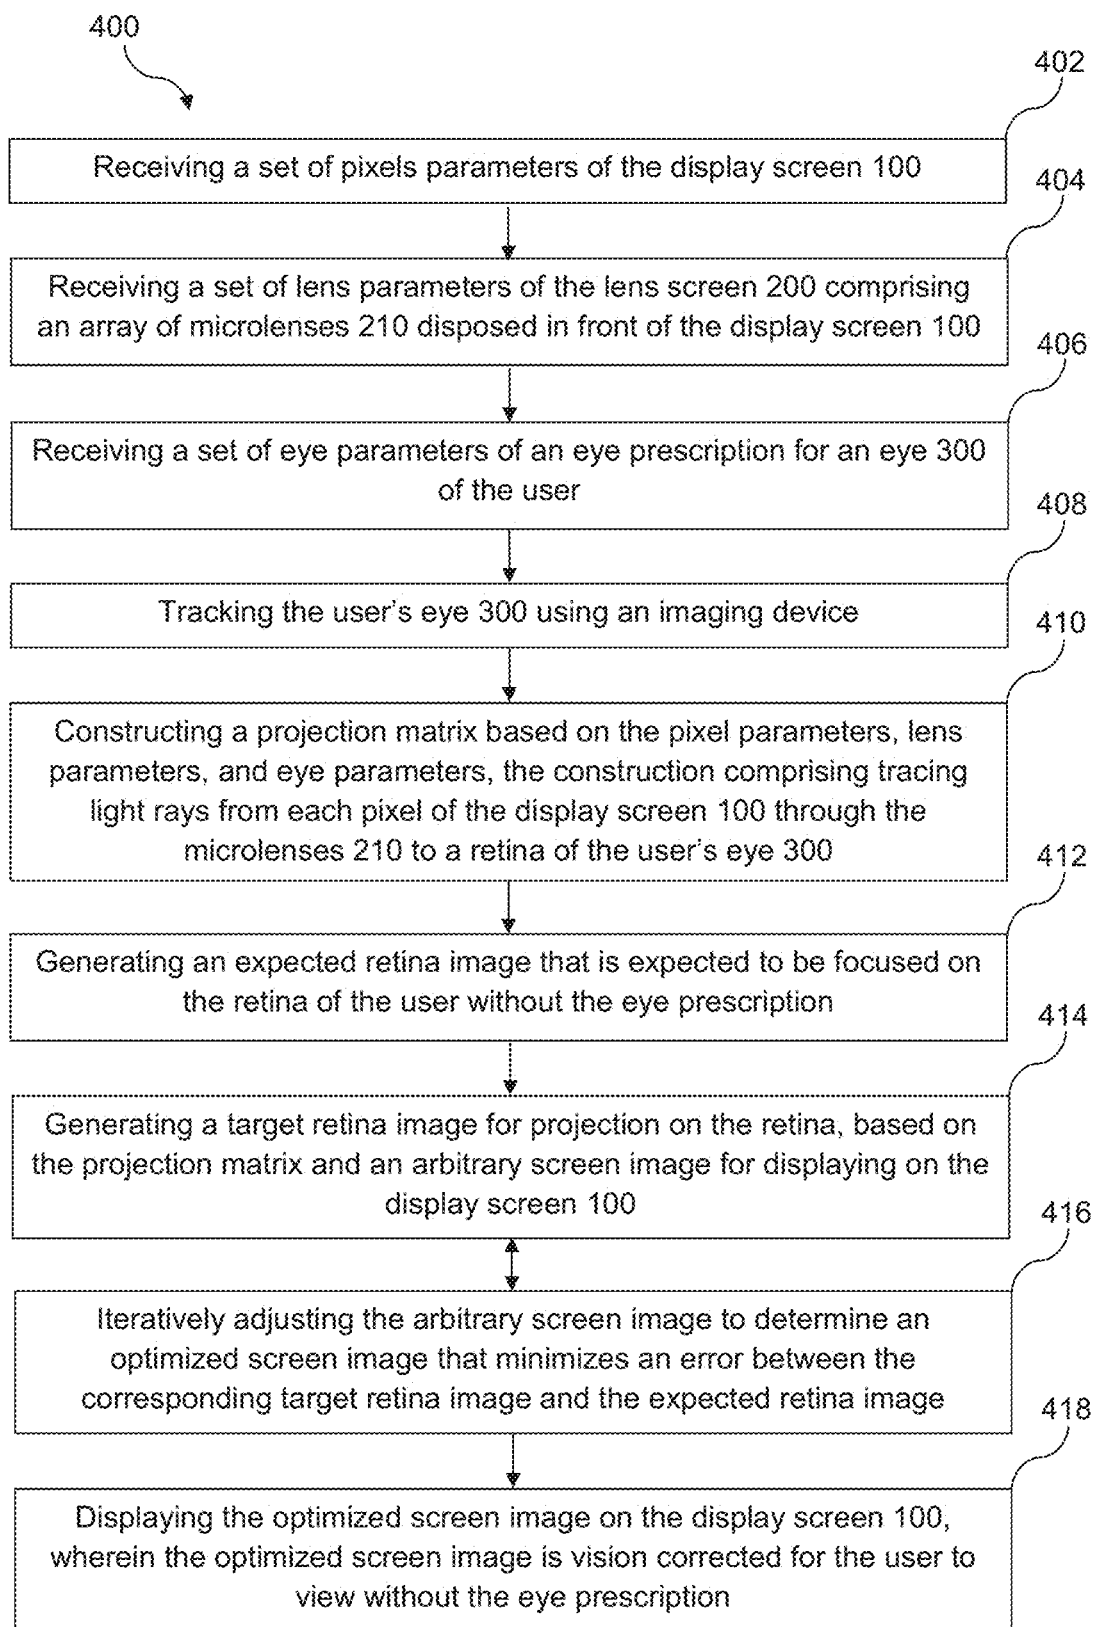 400
402
Receiving a set of pixels parameters of the display screen 100
404
Receiving a set of lens parameters of the lens screen 200 comprising
an array of microlenses 210 disposed in front of the display screen 100
406
Receiving a set of eye parameters of an eye prescription for an eye 300
of the user
408
Tracking the user's eye 300 using an imaging device
410
Constructing a projection matrix based on the pixel parameters, lens
parameters, and eye parameters, the construction comprising tracing
light rays from each pixel of the display screen 100 through the
microlenses 210 to a retina of the user's eye 300
412
Generating an expected retina image that is expected to be focused on
the retina of the user without the eye prescription
414
Generating a target retina image for projection on the retina, based on
the projection matrix and an arbitrary screen image for displaying on the
display screen 100
416
Iteratively adjusting the arbitrary screen image to determine an
optimized screen image that minimizes an error between the
corresponding target retina image and the expected retina image
418
Displaying the optimized screen image on the display screen 100,
wherein the optimized screen image is vision corrected for the user to
view without the eye prescription